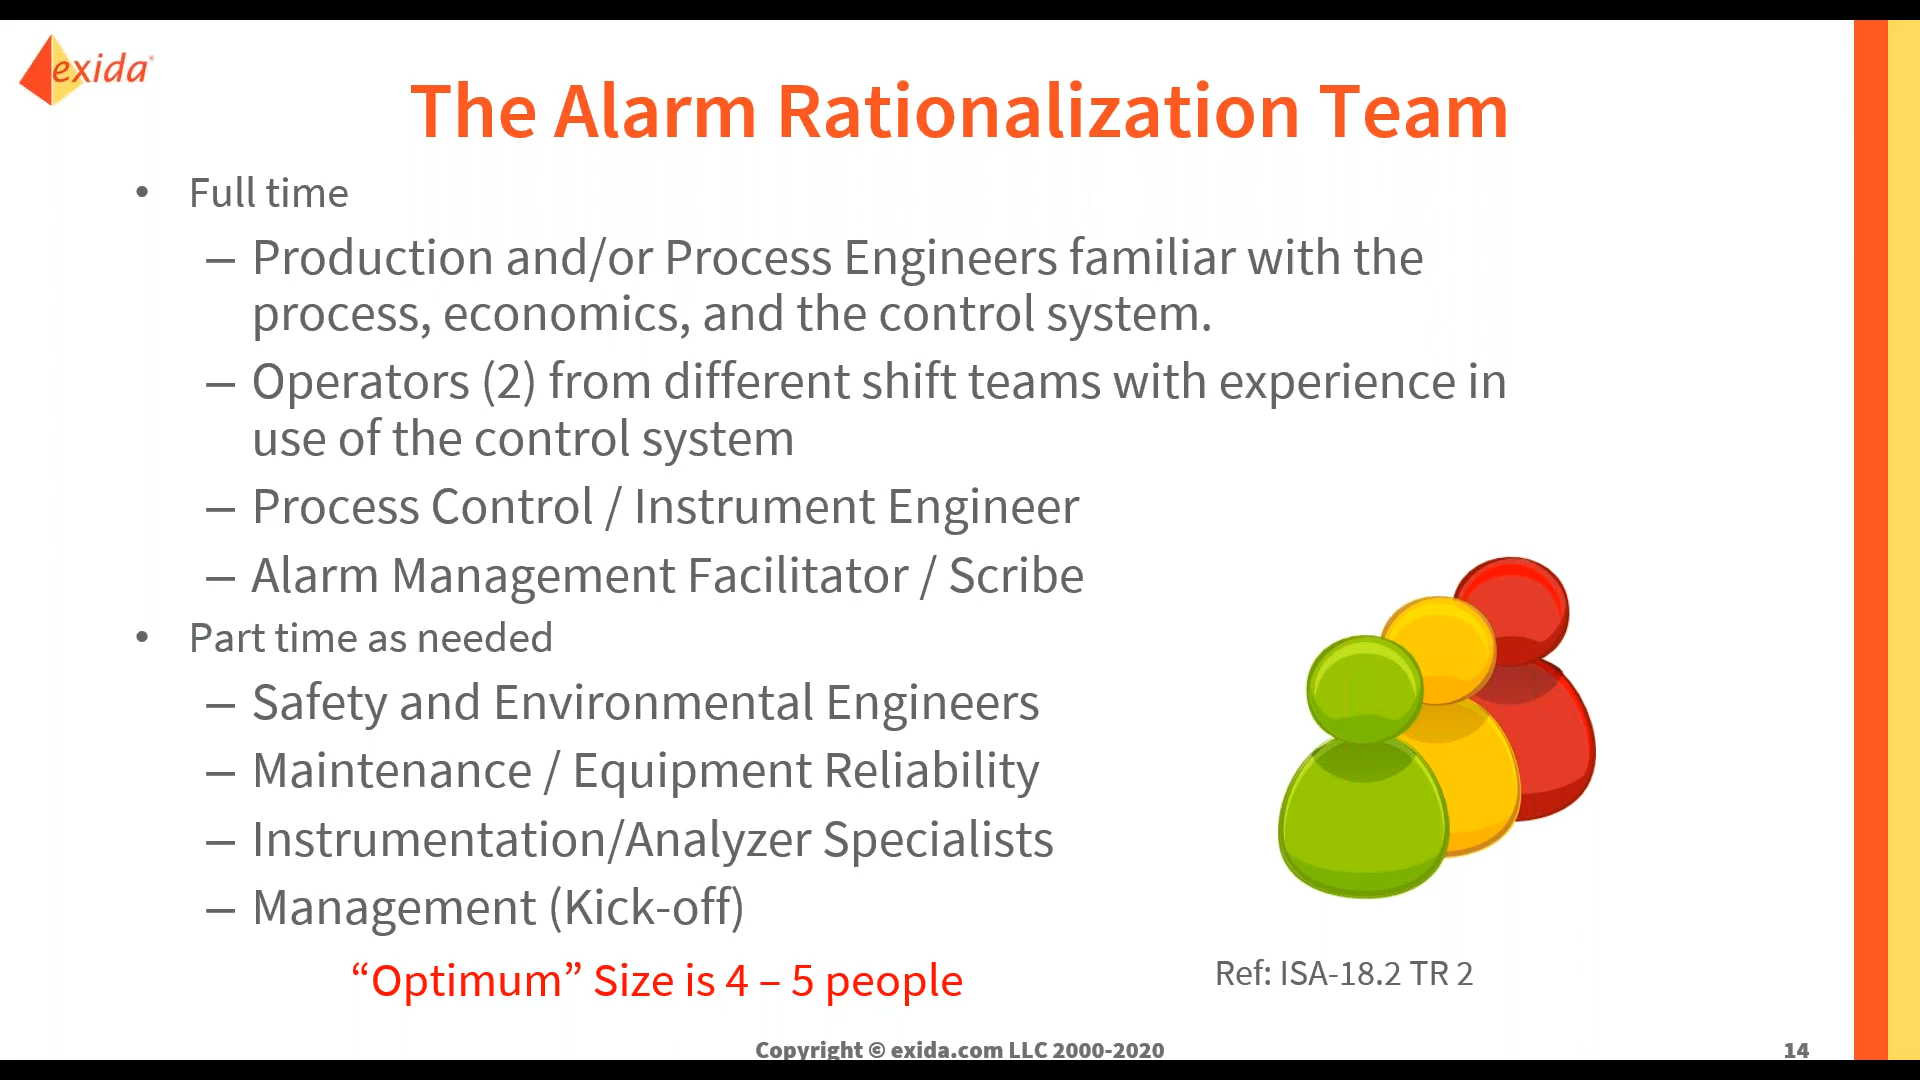 exida
The Alarm Rationalization Team
• Full time
– Production and/or Process Engineers familiar with the
process, economics, and the control system.
– Operators (2) from different shift teams with experience in
use of the control system
– Process Control / Instrument Engineer
– Alarm Management Facilitator / Scribe
• Part time as needed
– Safety and Environmental Engineers
– Maintenance / Equipment Reliability
– Instrumentation/Analyzer Specialists
– Management (Kick-off)
“Optimum” Size is 4 – 5 people
Ref: ISA-18.2 TR 2
Copyright © exida.com LLC 2000-2020
14